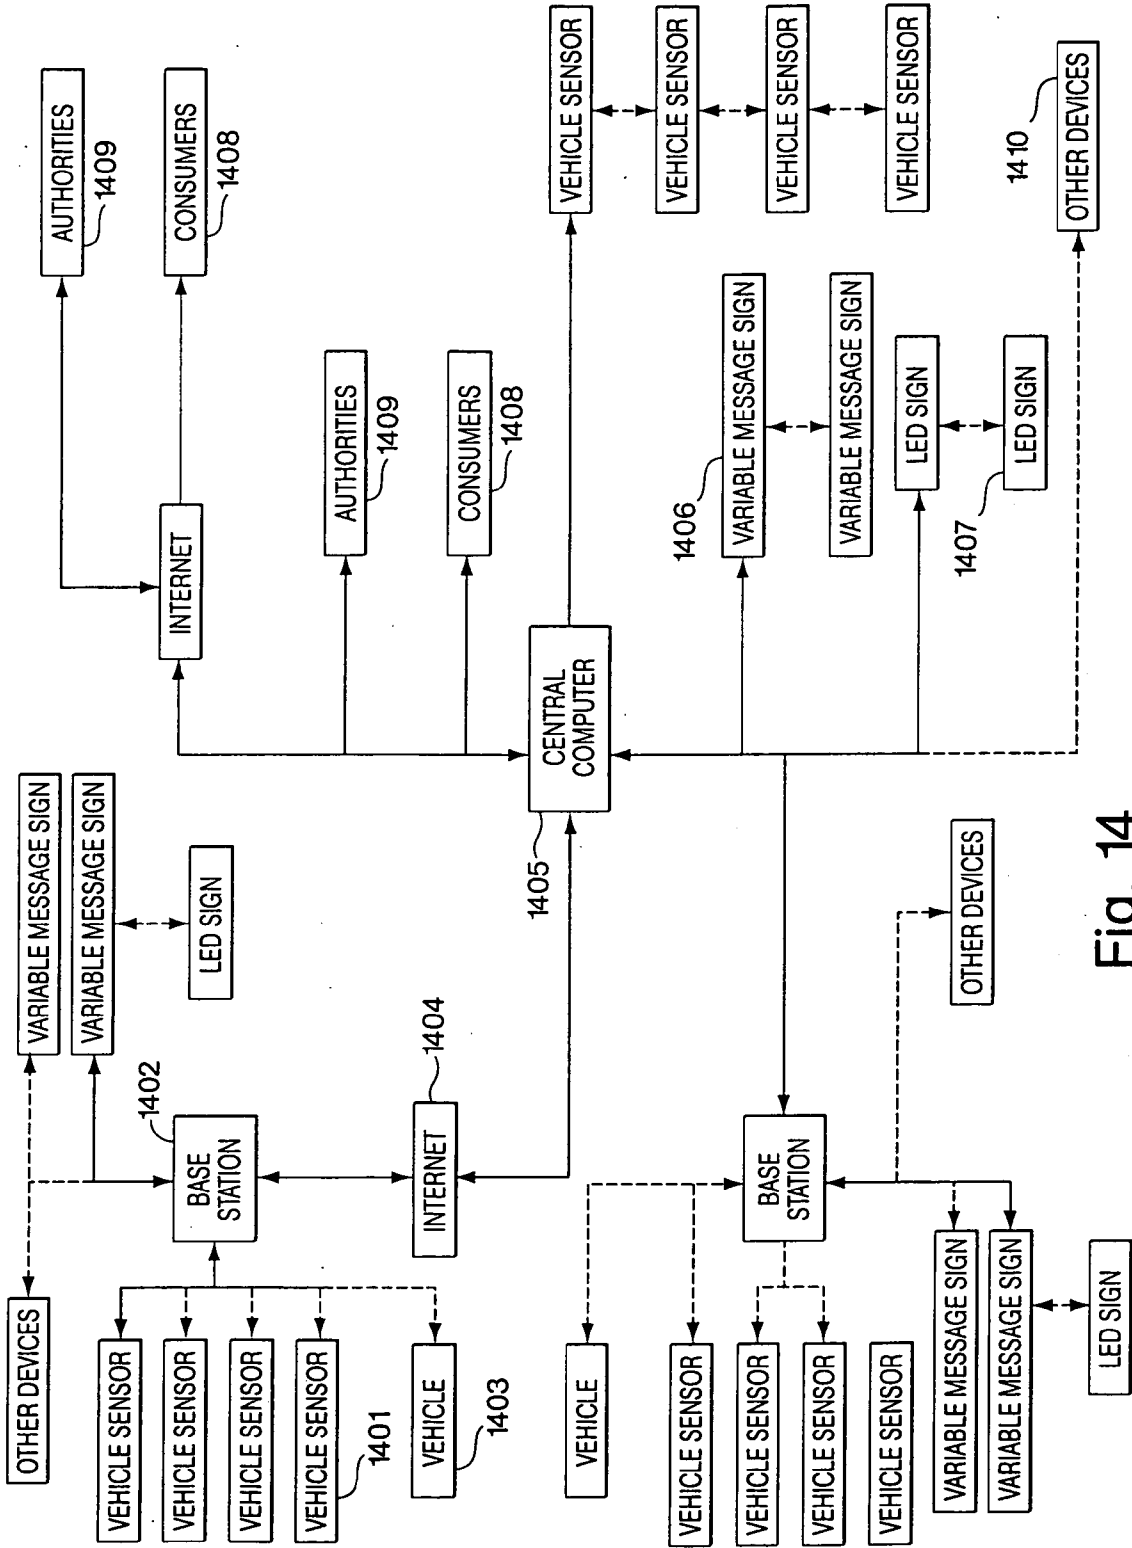 OTHER DEVICES
VEHICLE SENSOR
VEHICLE SENSOR
VEHICLE SENSOR
VEHICLE SENSOR
1401
VEHICLE
1403
VARIABLE MESSAGE SIGN
VARIABLE MESSAGE SIGN
LED SIGN
1402
BASE
STATION
1404
INTERNET
AUTHORITIES
1409
CONSUMERS
1408
INTERNET
AUTHORITIES
1409
CONSUMERS
1408
CENTRAL
COMPUTER
1405
VEHICLE SENSOR
VEHICLE SENSOR
VEHICLE SENSOR
VEHICLE SENSOR
VARIABLE MESSAGE SIGN
1406
VARIABLE MESSAGE SIGN
LED SIGN
LED SIGN
1407
OTHER DEVICES
1410
VEHICLE
VEHICLE SENSOR
VEHICLE SENSOR
VEHICLE SENSOR
VEHICLE SENSOR
BASE
STATION
OTHER DEVICES
VARIABLE MESSAGE SIGN
VARIABLE MESSAGE SIGN
LED SIGN
Fig. 14